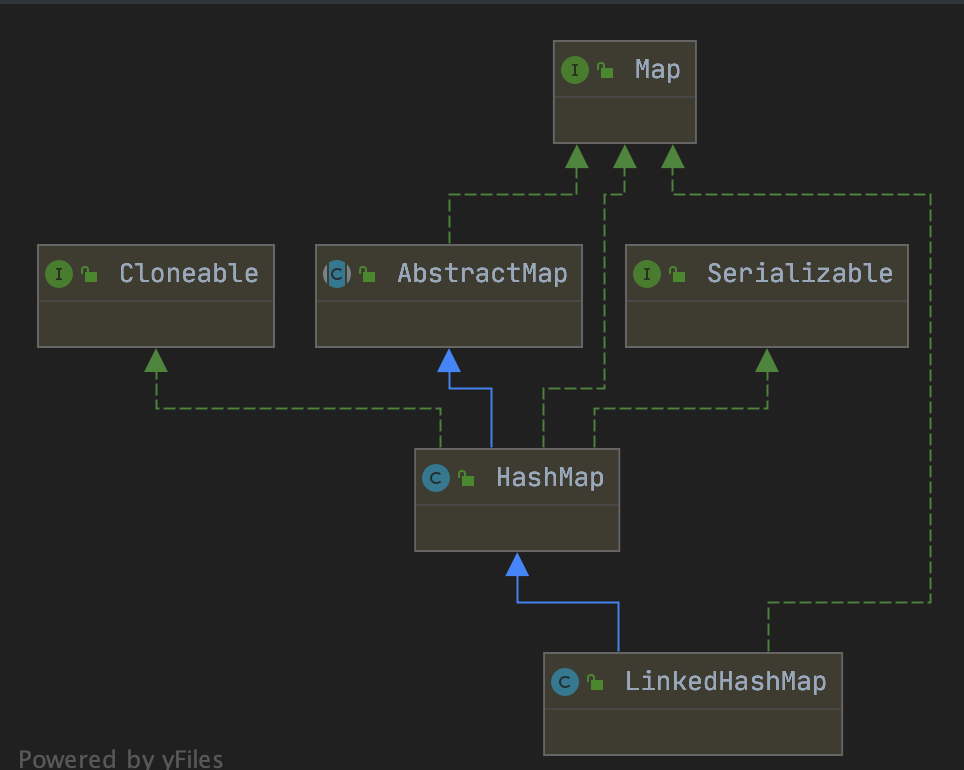 I Map
I Cloneable
C AbstractMap
I Serializable
C HashMap
C LinkedHashMap
Powered by yFiles